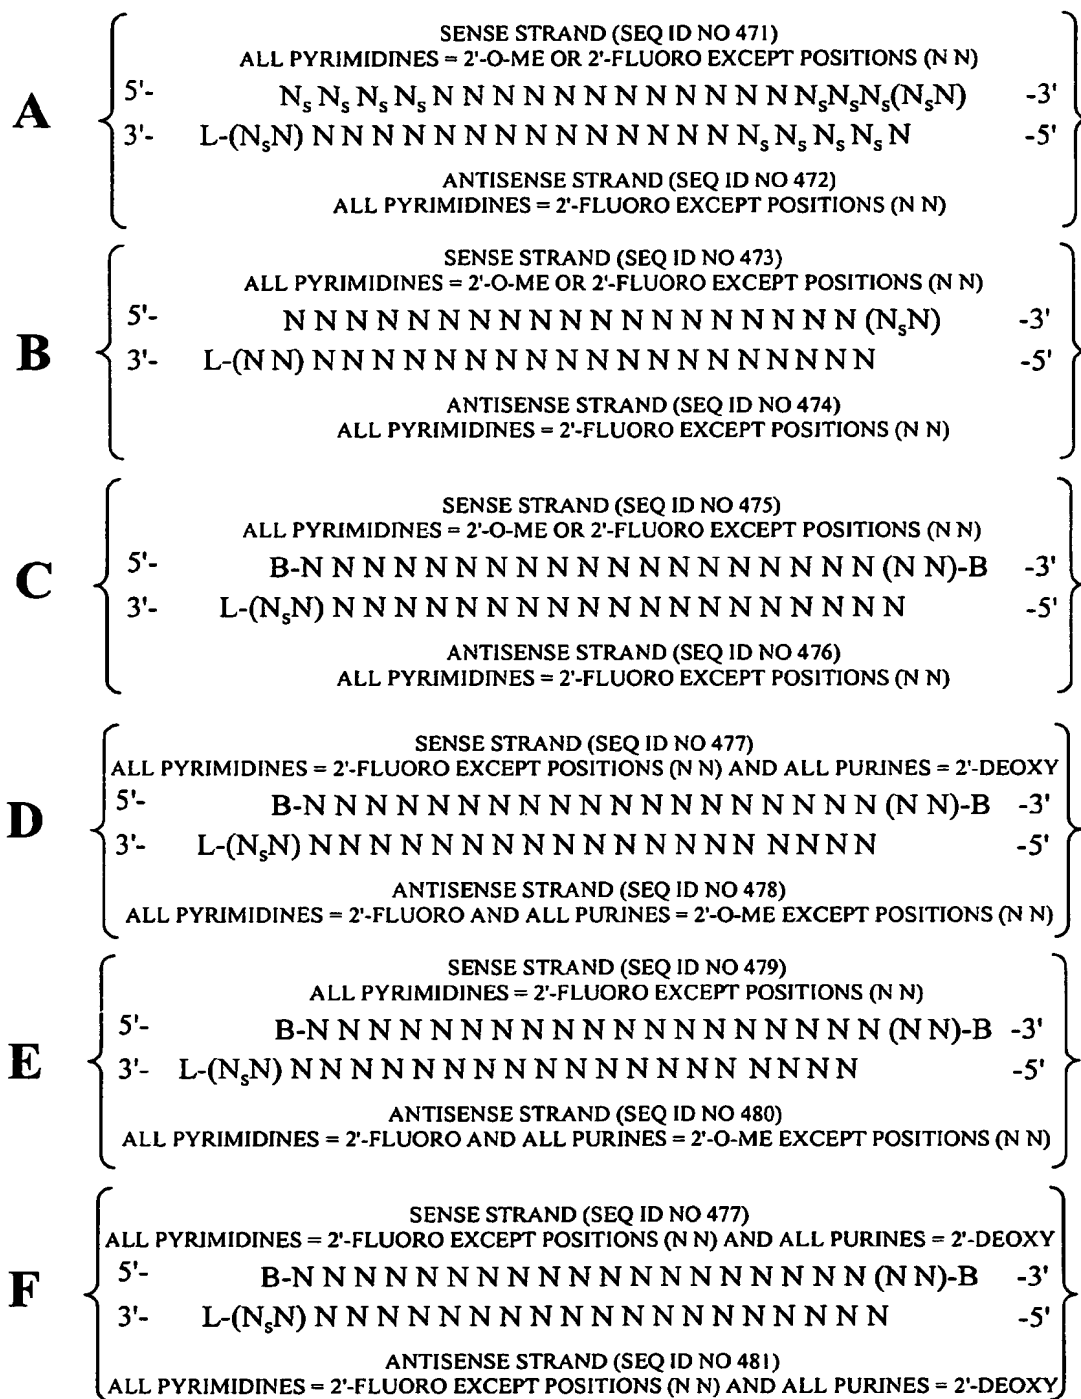 A
SENSE STRAND (SEQ ID NO 471)
ALL PYRIMIDINES = 2'-O-ME OR 2'-FLUORO EXCEPT POSITIONS (N N)
5'- NₛNₛNₛNₛN N N N N N N N N N N N NₛNₛNₛ(NₛN) -3'
3'- L-(NₛN) N N N N N N N N N N N N N N Nₛ Nₛ Nₛ Nₛ N -5'
ANTISENSE STRAND (SEQ ID NO 472)
ALL PYRIMIDINES = 2'-FLUORO EXCEPT POSITIONS (N N)
B
SENSE STRAND (SEQ ID NO 473)
ALL PYRIMIDINES = 2'-O-ME OR 2'-FLUORO EXCEPT POSITIONS (N N)
5'- N N N N N N N N N N N N N N N N N N N (NₛN) -3'
3'- L-(N N) N N N N N N N N N N N N N N N N N N N -5'
ANTISENSE STRAND (SEQ ID NO 474)
ALL PYRIMIDINES = 2'-FLUORO EXCEPT POSITIONS (N N)
C
SENSE STRAND (SEQ ID NO 475)
ALL PYRIMIDINES = 2'-O-ME OR 2'-FLUORO EXCEPT POSITIONS (N N)
5'- B-N N N N N N N N N N N N N N N N N N N (N N)-B -3'
3'- L-(NₛN) N N N N N N N N N N N N N N N N N N N -5'
ANTISENSE STRAND (SEQ ID NO 476)
ALL PYRIMIDINES = 2'-FLUORO EXCEPT POSITIONS (N N)
D
SENSE STRAND (SEQ ID NO 477)
ALL PYRIMIDINES = 2'-FLUORO EXCEPT POSITIONS (N N) AND ALL PURINES = 2'-DEOXY
5'- B-N N N N N N N N N N N N N N N N N N N (N N)-B -3'
3'- L-(NₛN) N N N N N N N N N N N N N N N N N N N -5'
ANTISENSE STRAND (SEQ ID NO 478)
ALL PYRIMIDINES = 2'-FLUORO AND ALL PURINES = 2'-O-ME EXCEPT POSITIONS (N N)
E
SENSE STRAND (SEQ ID NO 479)
ALL PYRIMIDINES = 2'-FLUORO EXCEPT POSITIONS (N N)
5'- B-N N N N N N N N N N N N N N N N N N N (N N)-B -3'
3'- L-(NₛN) N N N N N N N N N N N N N N N N N N N -5'
ANTISENSE STRAND (SEQ ID NO 480)
ALL PYRIMIDINES = 2'-FLUORO AND ALL PURINES = 2'-O-ME EXCEPT POSITIONS (N N)
F
SENSE STRAND (SEQ ID NO 477)
ALL PYRIMIDINES = 2'-FLUORO EXCEPT POSITIONS (N N) AND ALL PURINES = 2'-DEOXY
5'- B-N N N N N N N N N N N N N N N N N N N (N N)-B -3'
3'- L-(NₛN) N N N N N N N N N N N N N N N N N N N -5'
ANTISENSE STRAND (SEQ ID NO 481)
ALL PYRIMIDINES = 2'-FLUORO EXCEPT POSITIONS (N N) AND ALL PURINES = 2'-DEOXY